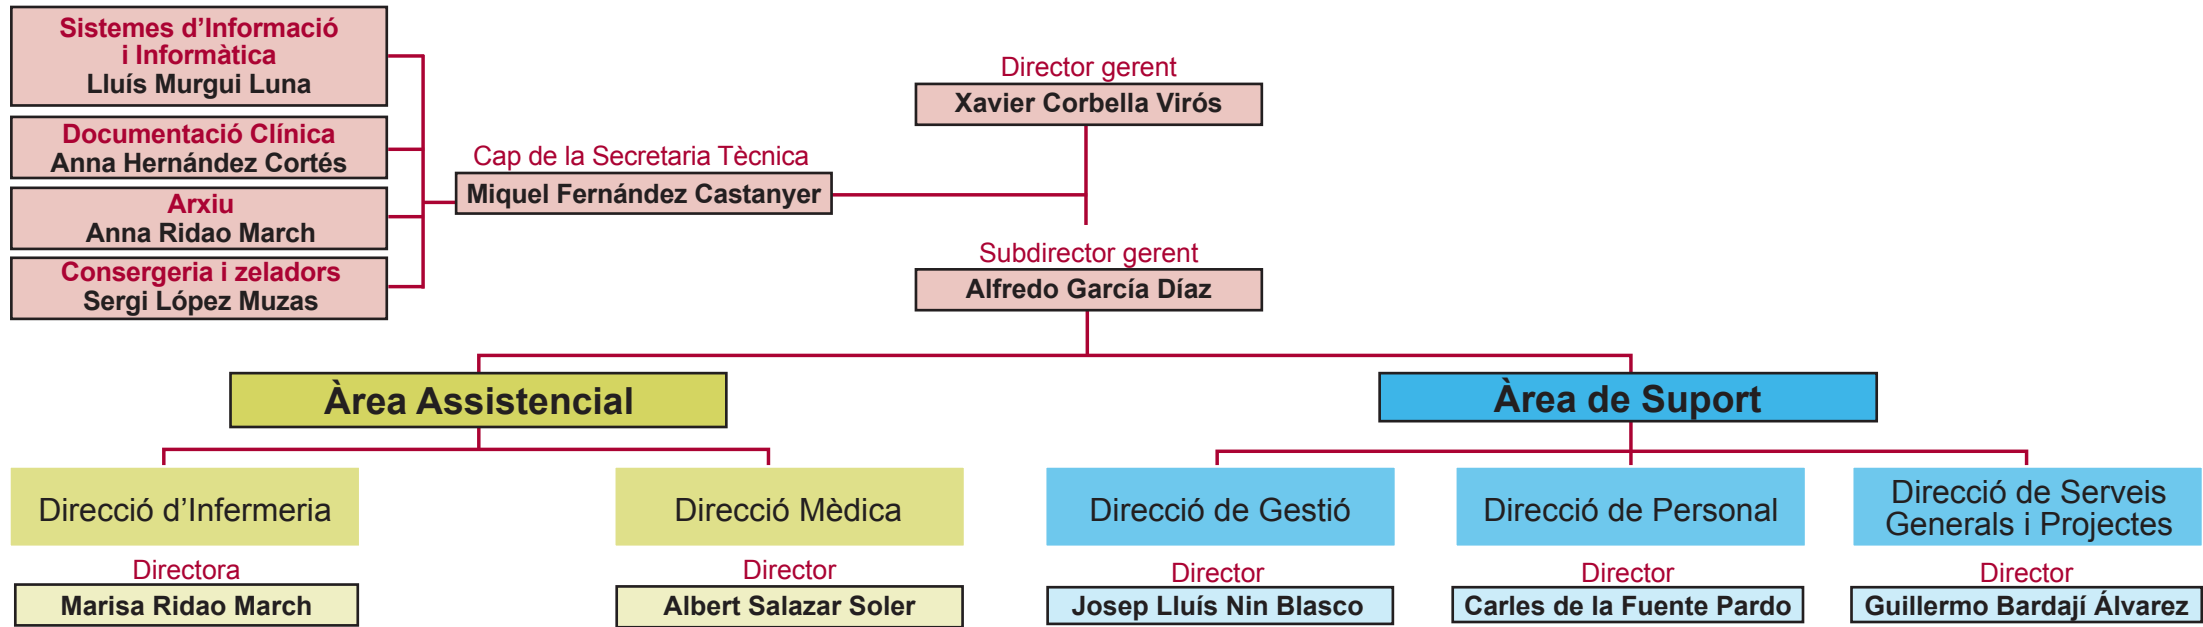 Sistemes d’Informació
i Informàtica
Lluís Murgui Luna
Documentació Clínica
Anna Hernández Cortés
Arxiu
Anna Ridao March
Consergeria i zeladors
Sergi López Muzas
Cap de la Secretaria Tècnica
Miquel Fernández Castanyer
Director gerent
Xavier Corbella Virós
Subdirector gerent
Alfredo García Díaz
Àrea Assistencial
Àrea de Suport
Direcció d’Infermeria
Directora
Marisa Ridao March
Direcció Mèdica
Director
Albert Salazar Soler
Direcció de Gestió
Director
Josep Lluís Nin Blasco
Direcció de Personal
Director
Carles de la Fuente Pardo
Direcció de Serveis
Generals i Projectes
Director
Guillermo Bardají Álvarez